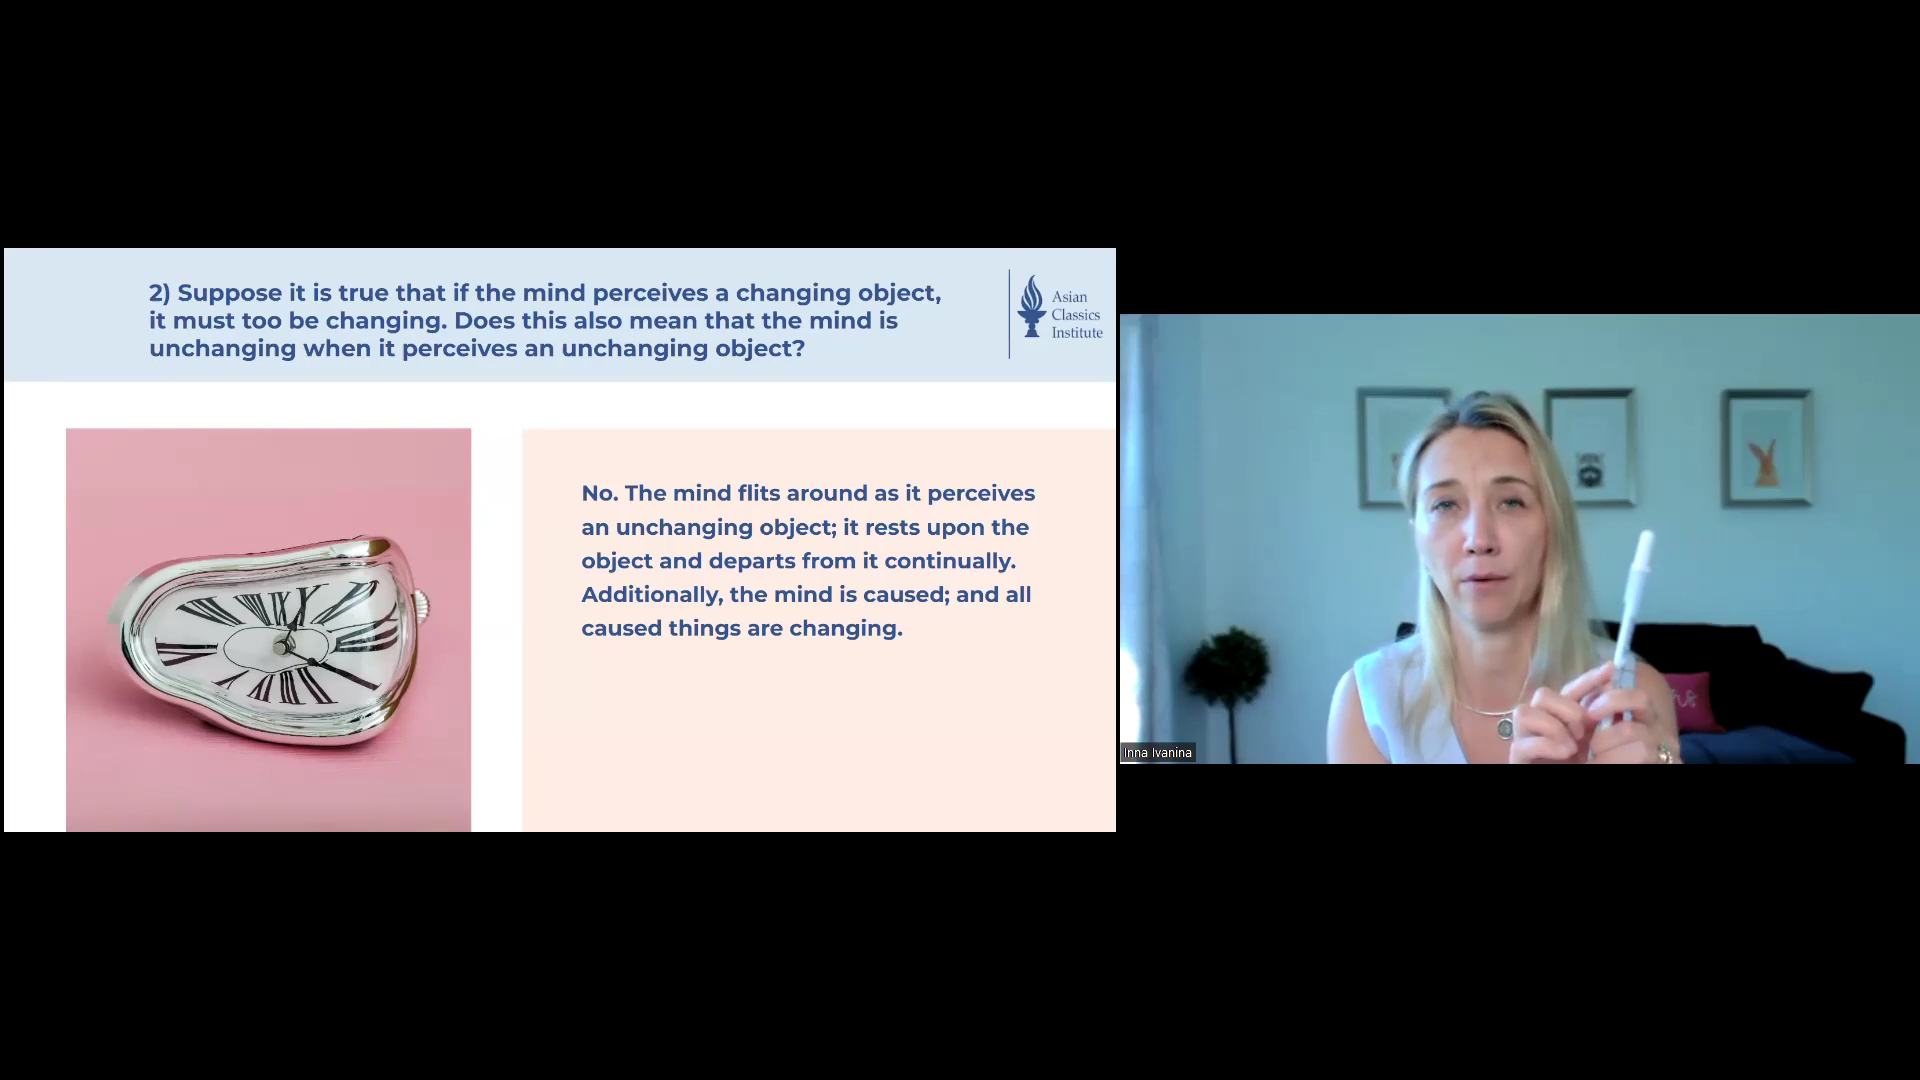 2) Suppose it is true that if the mind perceives a changing object,
it must too be changing. Does this also mean that the mind is
unchanging when it perceives an unchanging object?
Asian
Classics
Institute
No. The mind flits around as it perceives
an unchanging object; it rests upon the
object and departs from it continually.
Additionally, the mind is caused; and all
caused things are changing.
Inna Ivanina